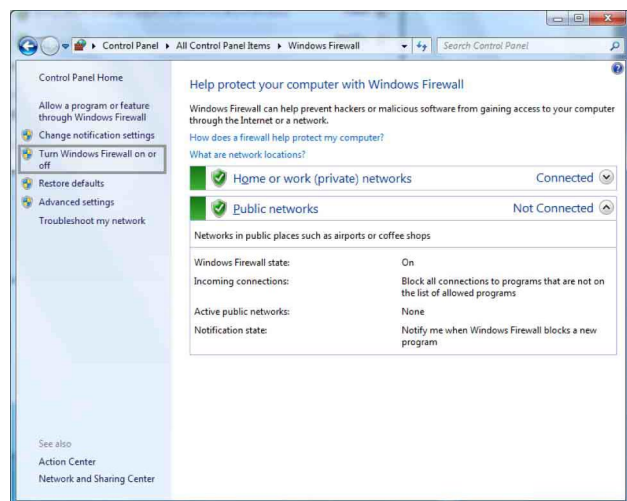 Control Panel ▸ All Control Panel Items ▸ Windows Firewall
Search Control Panel
Control Panel Home
Allow a program or feature
through Windows Firewall
Change notification settings
Turn Windows Firewall on or
off
Restore defaults
Advanced settings
Troubleshoot my network
See also
Action Center
Network and Sharing Center
Help protect your computer with Windows Firewall
Windows Firewall can help prevent hackers or malicious software from gaining access to your computer
through the Internet or a network.
How does a firewall help protect my computer?
What are network locations?
Home or work (private) networks Connected
Public networks Not Connected
Networks in public places such as airports or coffee shops
Windows Firewall state: On
Incoming connections: Block all connections to programs that are not on
the list of allowed programs
Active public networks: None
Notification state: Notify me when Windows Firewall blocks a new
program